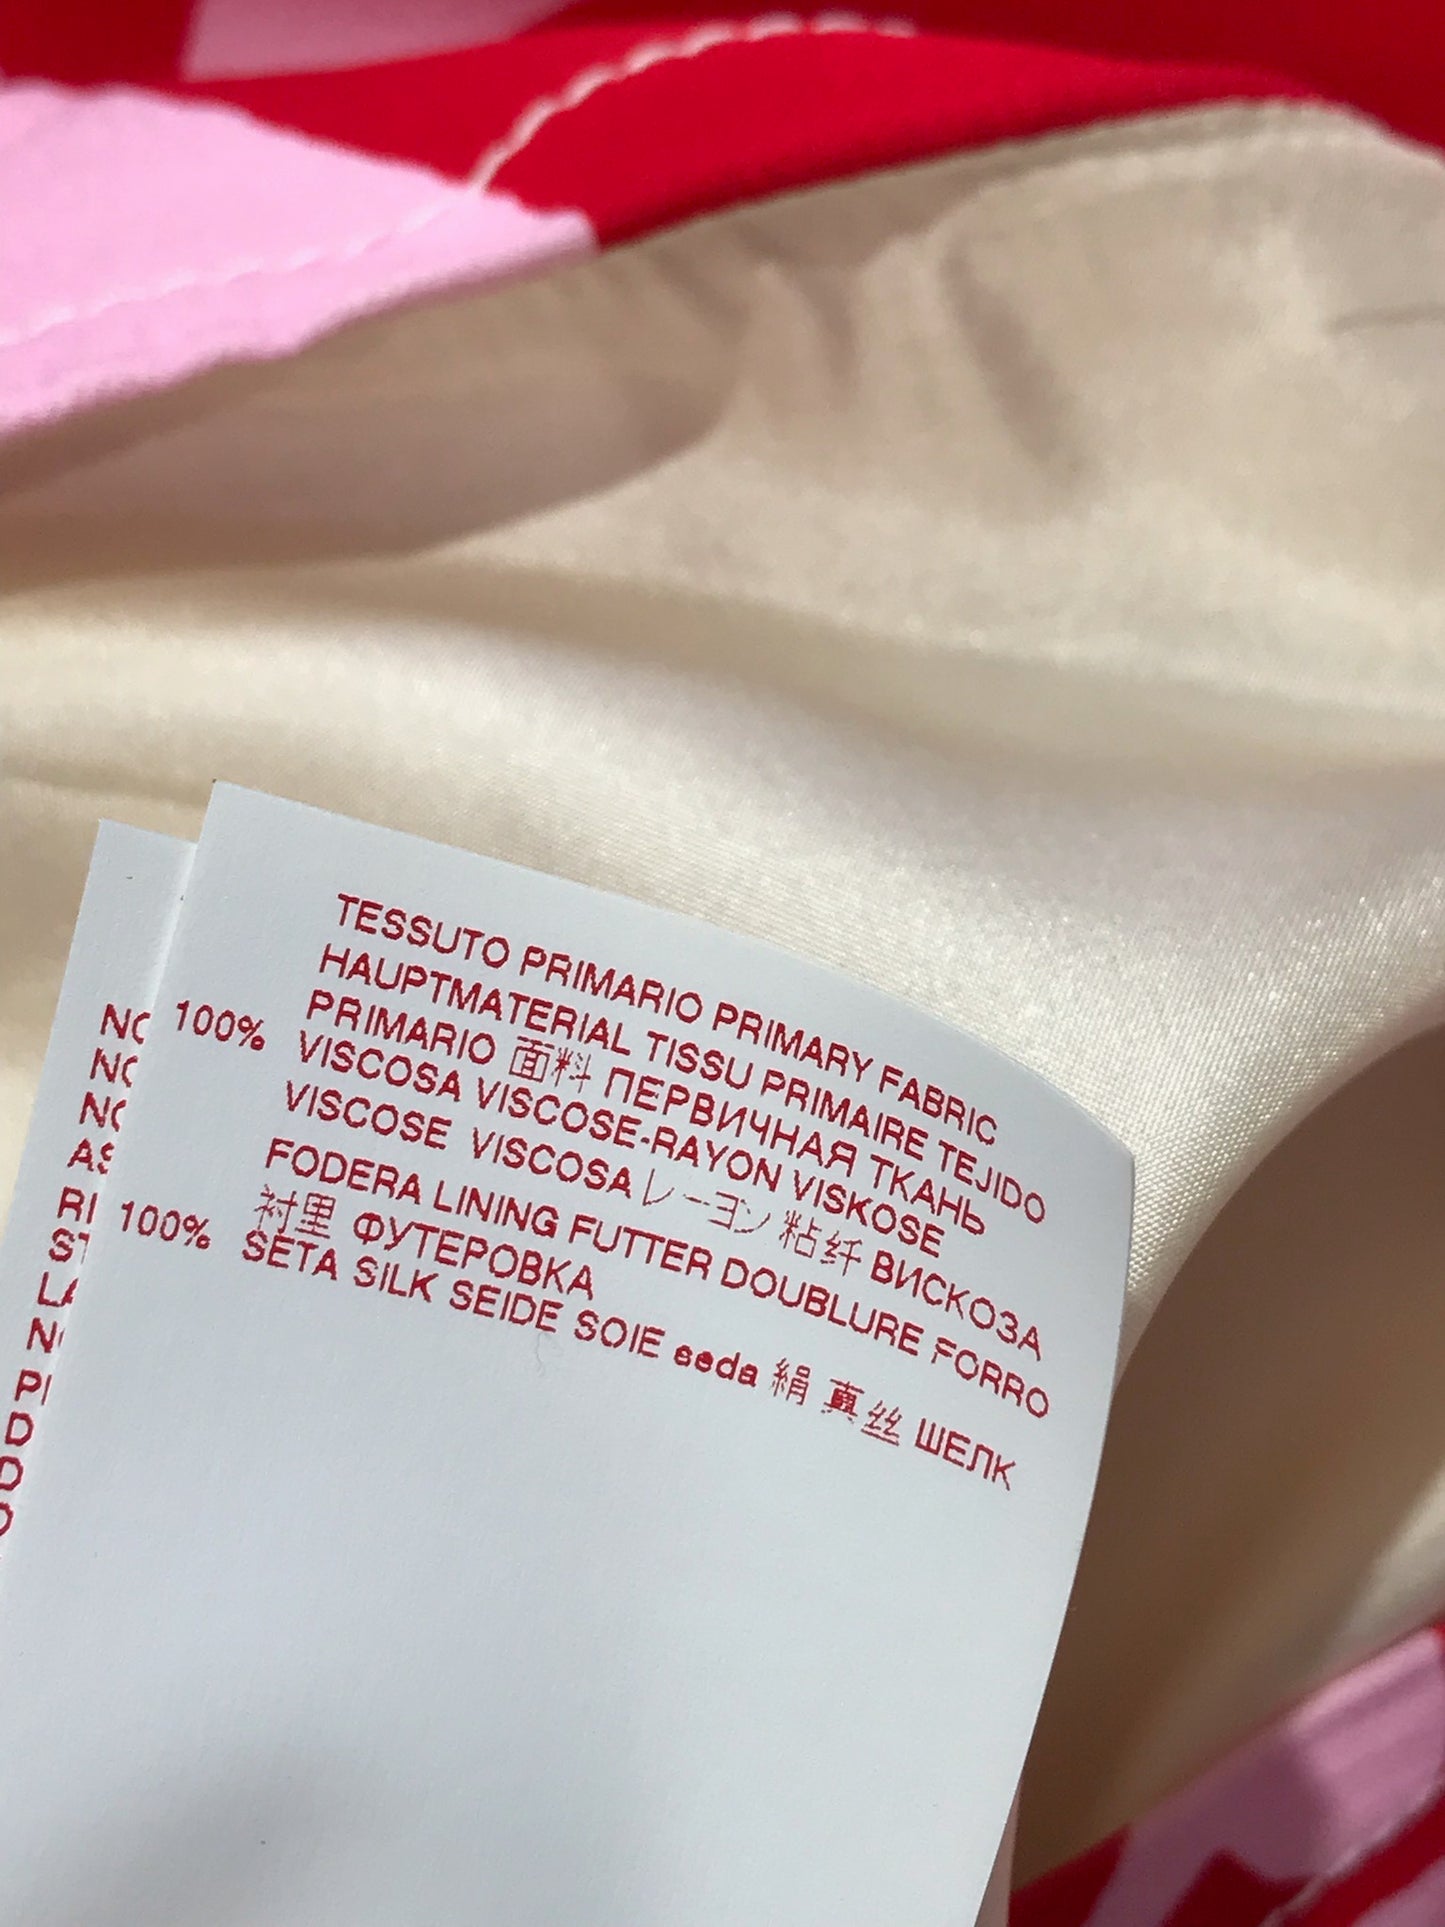 TESSUTO PRIMARIO PRIMARY FABRIC
HAUPTMATERIAL TISSU PRIMAIRE TEJIDO
PRIMARIO 面料 ПЕРВИЧНАЯ ТКАНЬ
100% VISCOSA VISCOSE-RAYON VISKOSE
VISCOSE VISCOSA レーヨン 粘纤 ВИСКОЗА
FODERA LINING FUTTER DOUBLURE FORRO
衬里 ФУТЕРОВКА
100% SETA SILK SEIDE SOIE seda 絹 真丝 ШЕЛК